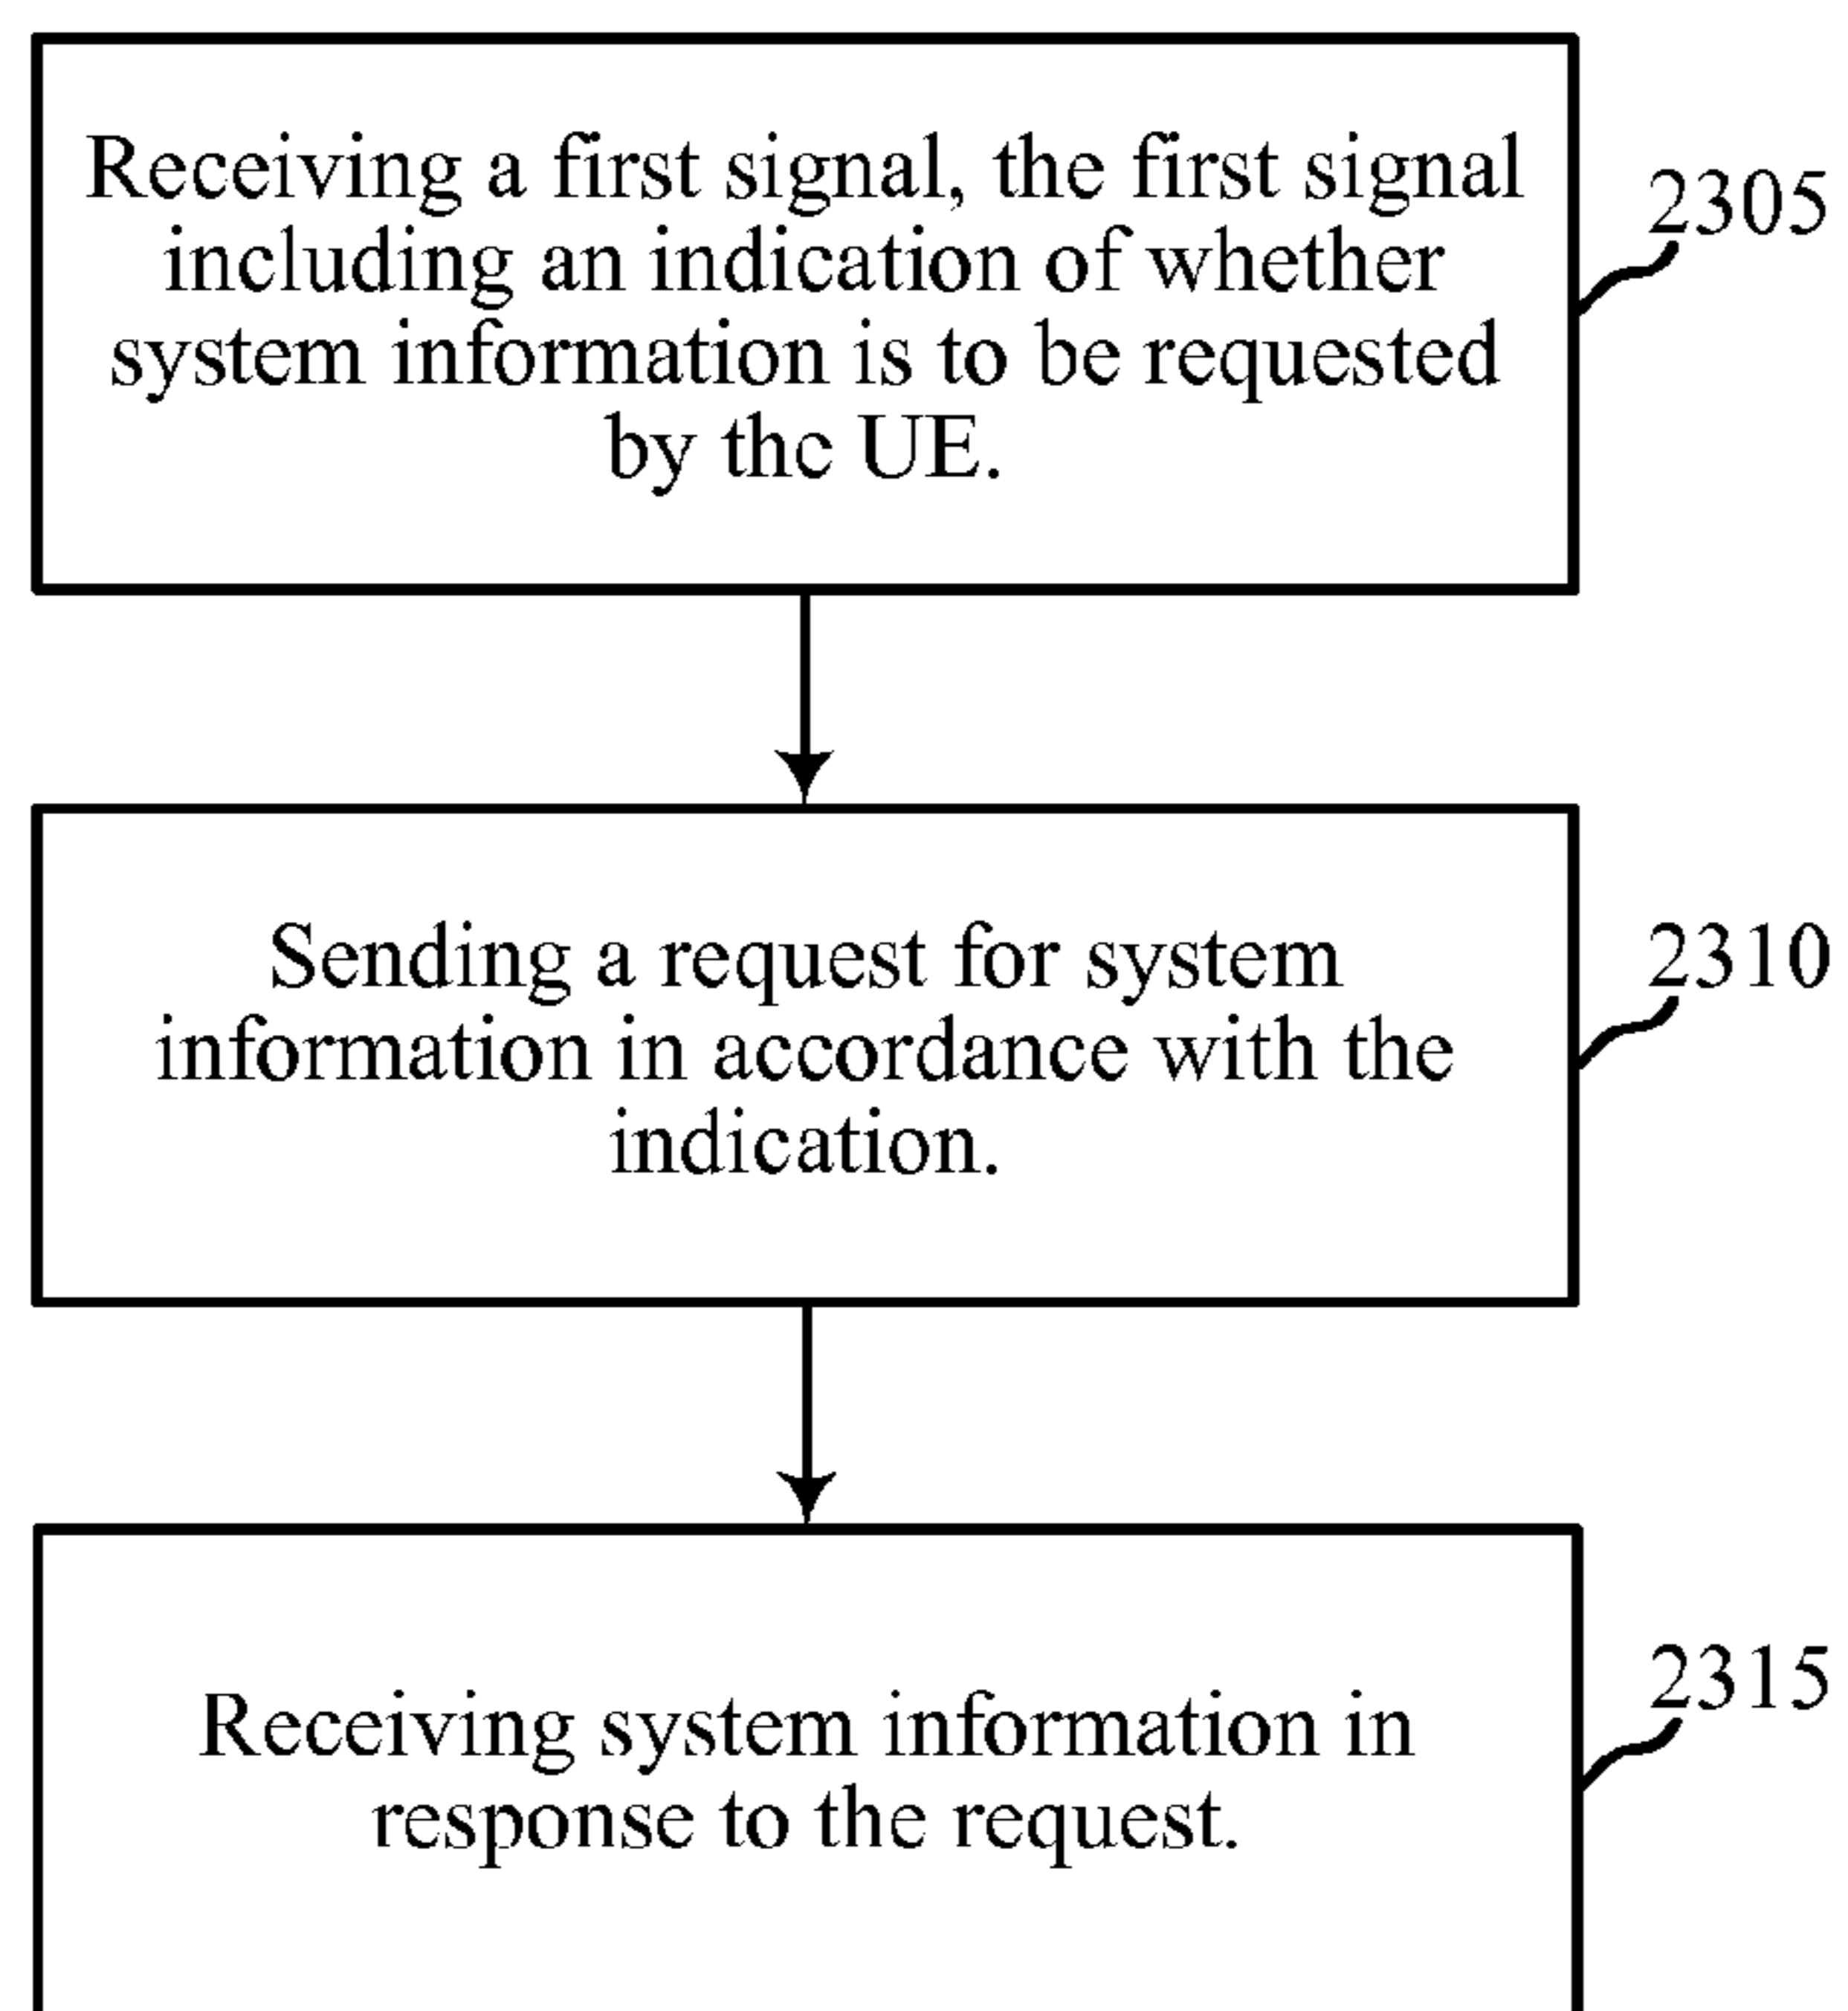 Receiving a first signal, the first signal
including an indication of whether
system information is to be requested
by the UE.
2305
Sending a request for system
information in accordance with the
indication.
2310
Receiving system information in
response to the request.
2315